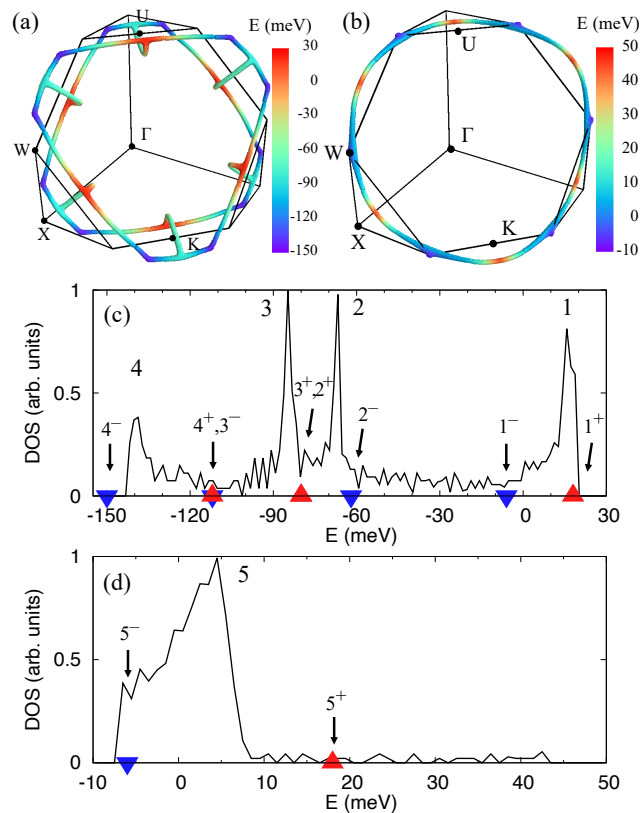 (a)
U
Γ
W
X
K
E (meV)
30
0
-30
-60
-90
-120
-150
(b)
U
Γ
W
X
K
E (meV)
50
40
30
20
10
0
-10
(c)
DOS (arb. units)
1
0.5
0
4
3
2
1
4⁻
4⁺,3⁻
3⁺,2⁺
2⁻
1⁻
1⁺
-150 -120 -90 -60 -30 0 30
E (meV)
(d)
DOS (arb. units)
1
0.5
0
5
5⁻
5⁺
-10 0 10 20 30 40 50
E (meV)